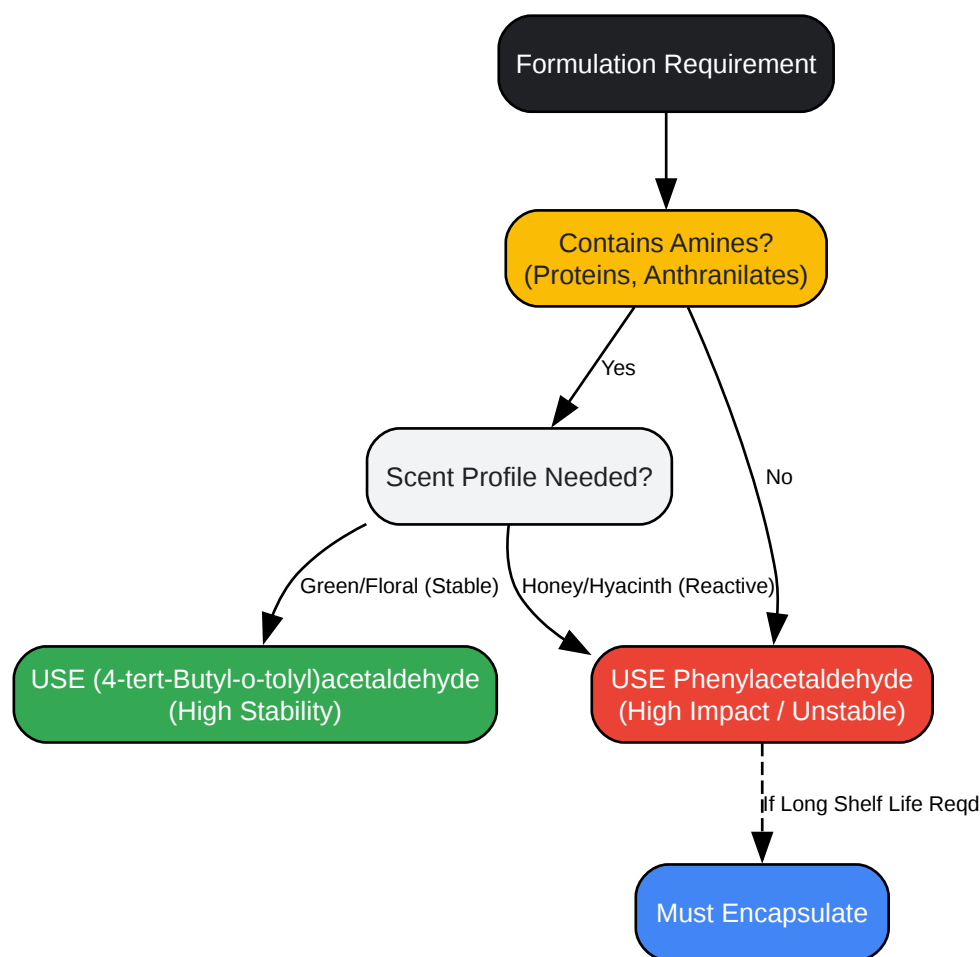 Formulation Requirement
Contains Amines?
(Proteins, Anthranilates)
Yes
Scent Profile Needed?
No
Green/Floral (Stable)
Honey/Hyacinth (Reactive)
USE (4-tert-Butyl-o-tolyl)acetaldehyde
(High Stability)
USE Phenylacetaldehyde
(High Impact / Unstable)
If Long Shelf Life Reqd
Must Encapsulate